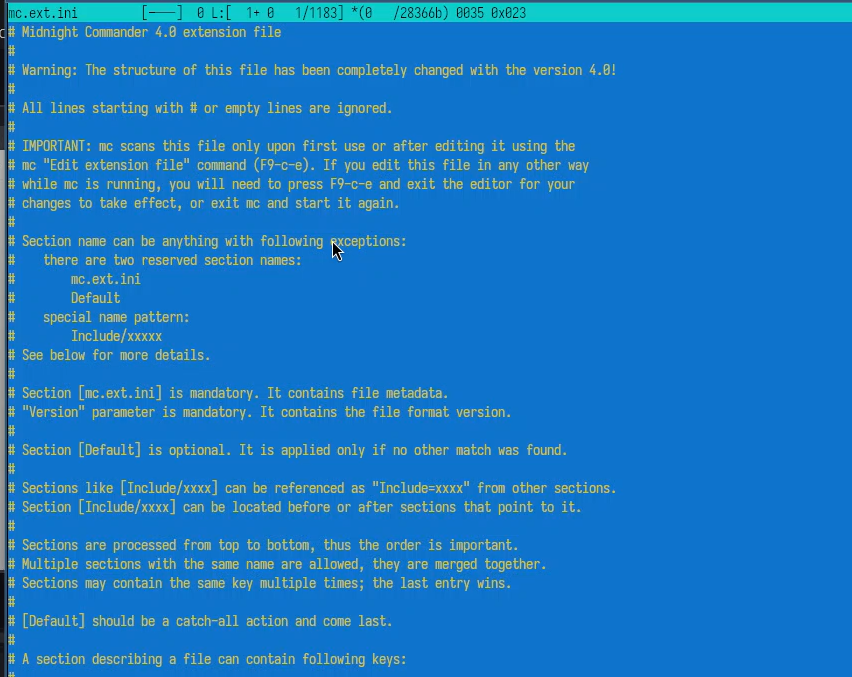 mc.ext.ini [----] 0 L:[ 1+ 0 1/1183] *(0 /28366b) 0035 0x023
# Midnight Commander 4.0 extension file
#
# Warning: The structure of this file has been completely changed with the version 4.0!
#
# All lines starting with # or empty lines are ignored.
#
# IMPORTANT: mc scans this file only upon first use or after editing it using the
# mc "Edit extension file" command (F9-c-e). If you edit this file in any other way
# while mc is running, you will need to press F9-c-e and exit the editor for your
# changes to take effect, or exit mc and start it again.
#
# Section name can be anything with following exceptions:
# there are two reserved section names:
# mc.ext.ini
# Default
# special name pattern:
# Include/xxxxx
# See below for more details.
#
# Section [mc.ext.ini] is mandatory. It contains file metadata.
# "Version" parameter is mandatory. It contains the file format version.
#
# Section [Default] is optional. It is applied only if no other match was found.
#
# Sections like [Include/xxxx] can be referenced as "Include=xxxx" from other sections.
# Section [Include/xxxx] can be located before or after sections that point to it.
#
# Sections are processed from top to bottom, thus the order is important.
# Multiple sections with the same name are allowed, they are merged together.
# Sections may contain the same key multiple times; the last entry wins.
#
# [Default] should be a catch-all action and come last.
#
# A section describing a file can contain following keys:
#